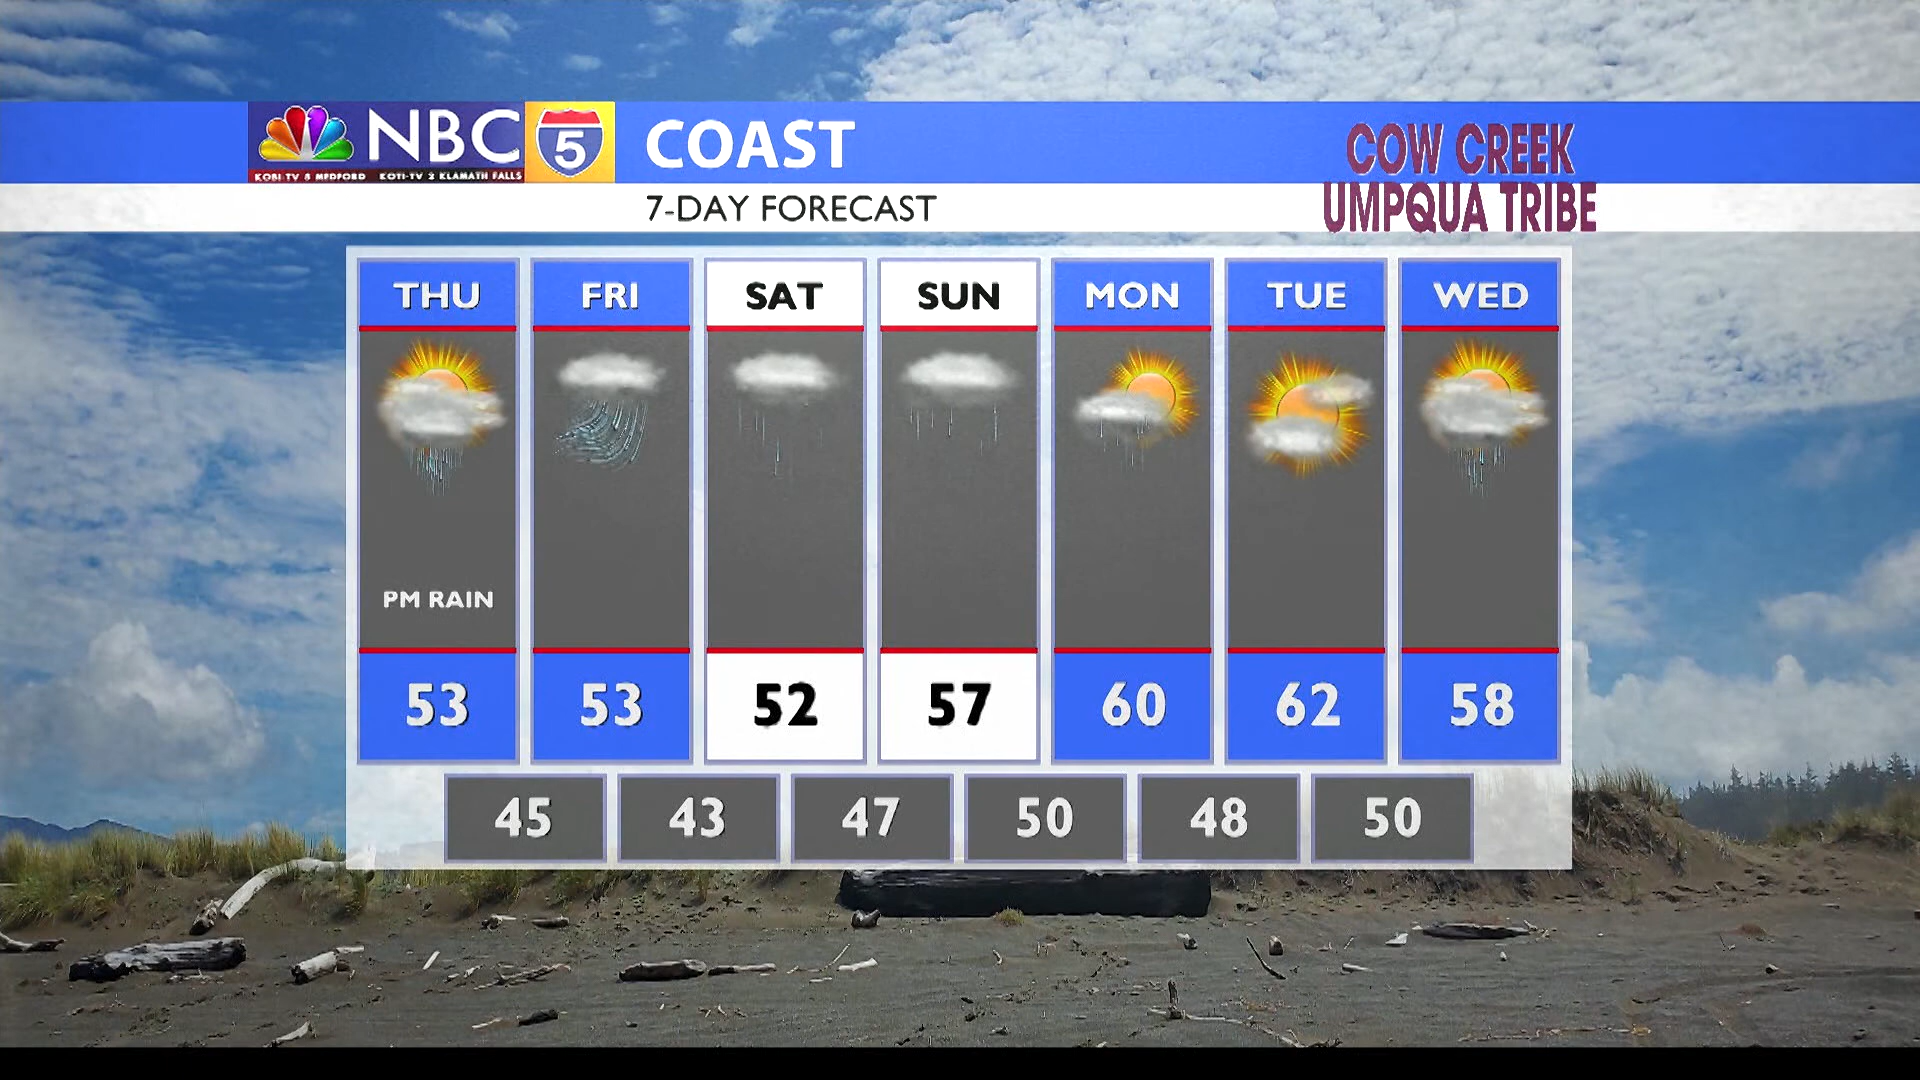 NBC 5
KOBI-TV 5 MEDFORD KOTI-TV 2 KLAMATH FALLS
COAST
7-DAY FORECAST
COW CREEK
UMPQUA TRIBE
THU FRI SAT SUN MON TUE WED
PM RAIN
53 53 52 57 60 62 58
45 43 47 50 48 50